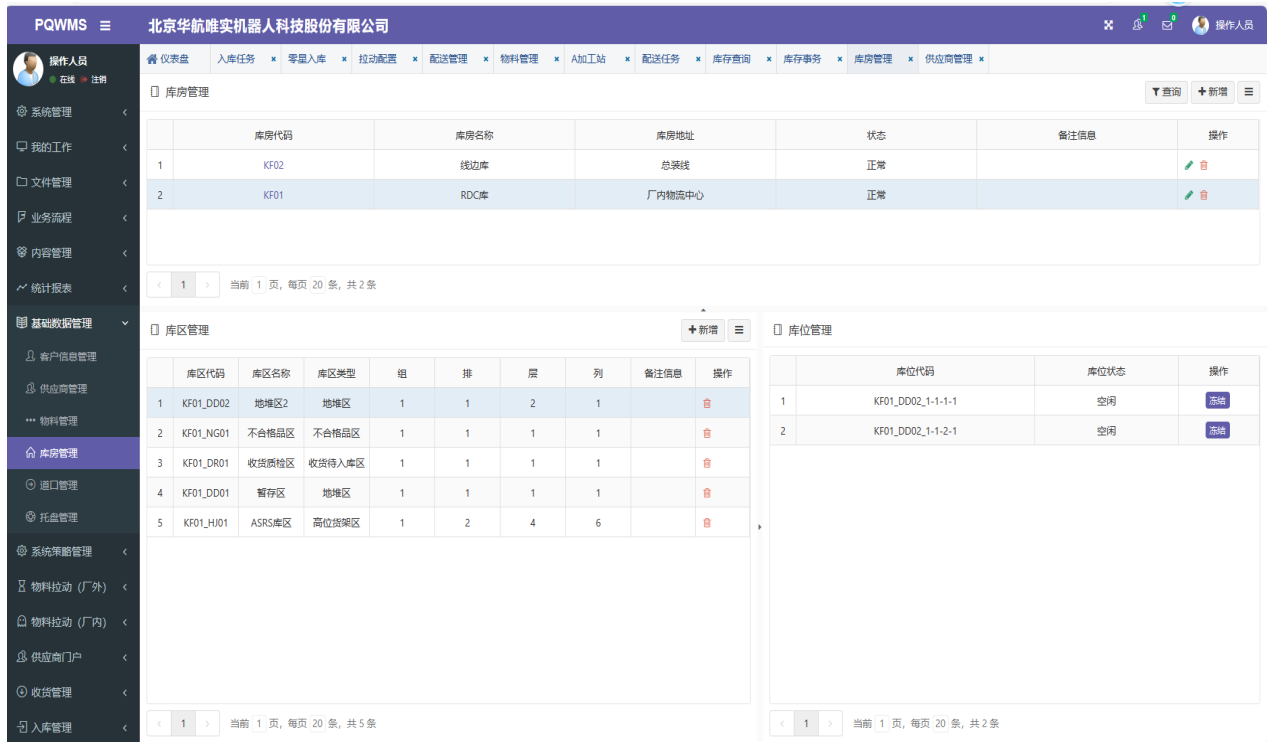 PQWMS 北京华航唯实机器人科技股份有限公司 1 0 操作人员
操作人员
在线 注销
仪表盘 入库任务 × 零星入库 × 拉动配置 × 配送管理 × 物料管理 × A加工站 × 配送任务 × 库存查询 × 库存事务 × 库房管理 × 供应商管理 ×
系统管理
我的工作
文件管理
业务流程
内容管理
统计报表
基础数据管理
客户信息管理
供应商管理
物料管理
库房管理
道口管理
托盘管理
系统策略管理
物料拉动（厂外）
物料拉动（厂内）
供应商门户
收货管理
入库管理
库房管理 查询 新增
库房代码 库房名称 库房地址 状态 备注信息 操作
1 KF02 线边库 总装线 正常
2 KF01 RDC库 厂内物流中心 正常
1 当前 1 页, 每页 20 条, 共 2 条
库区管理 新增
库区代码 库区名称 库区类型 组 排 层 列 备注信息 操作
1 KF01_DD02 地堆区2 地堆区 1 1 2 1
2 KF01_NG01 不合格品区 不合格品区 1 1 1 1
3 KF01_DR01 收货质检区 收货待入库区 1 1 1 1
4 KF01_DD01 暂存区 地堆区 1 1 1 1
5 KF01_HJ01 ASRS库区 高位货架区 1 2 4 6
1 当前 1 页, 每页 20 条, 共 5 条
库位管理
库位代码 库位状态 操作
1 KF01_DD02_1-1-1-1 空闲 冻结
2 KF01_DD02_1-1-2-1 空闲 冻结
1 当前 1 页, 每页 20 条, 共 2 条